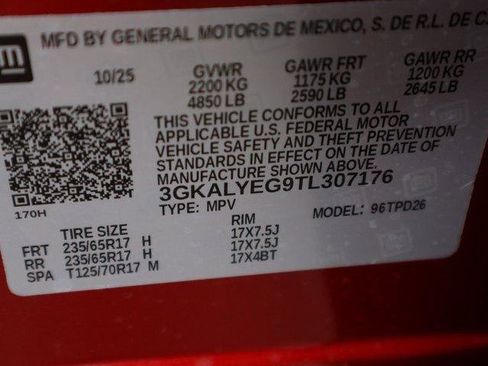 gm
MFD BY GENERAL MOTORS DE MEXICO, S. DE R.L. DE C.
10/25 GVWR GAWR FRT GAWR RR
2200 KG 1175 KG 1200 KG
4850 LB 2590 LB 2645 LB
THIS VEHICLE CONFORMS TO ALL
APPLICABLE U.S. FEDERAL MOTOR
VEHICLE SAFETY AND THEFT PREVENTION
STANDARDS IN EFFECT ON THE DATE OF
MANUFACTURE SHOWN ABOVE.
3GKALYEG9TL307176
170H
TYPE: MPV MODEL: 96TPD26
TIRE SIZE RIM
FRT 235/65R17 H 17X7.5J
RR 235/65R17 H 17X7.5J
SPA T125/70R17 M 17X4BT